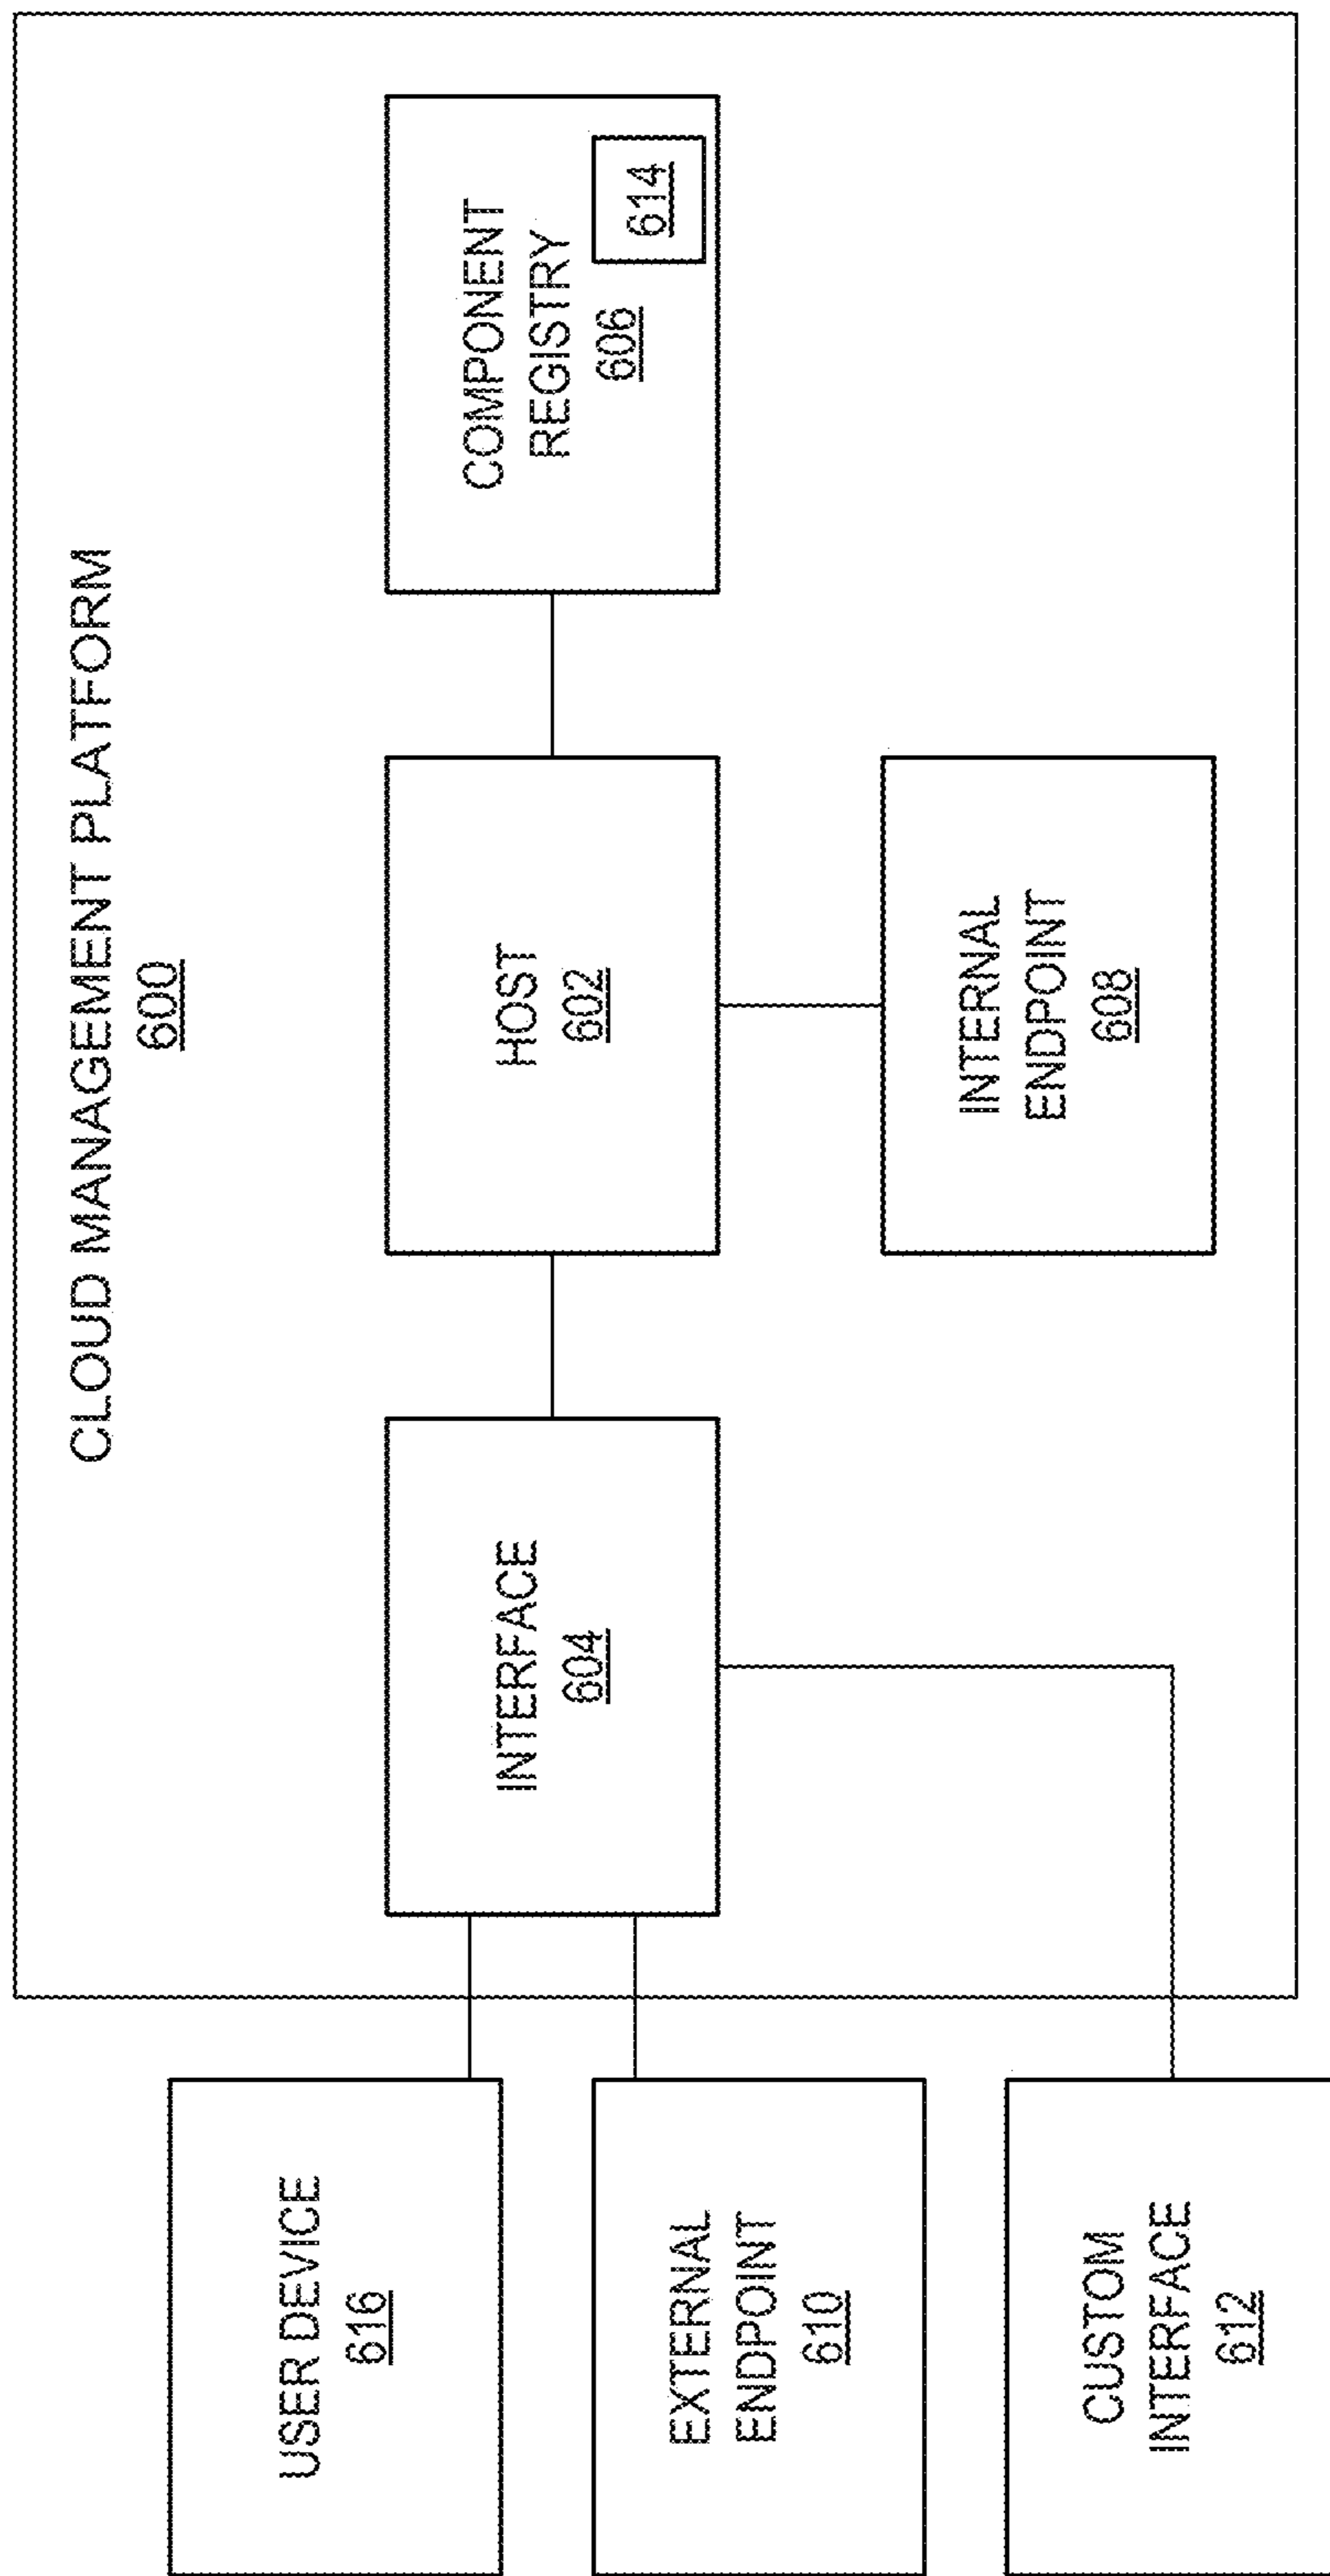 CLOUD MANAGEMENT PLATFORM
600
USER DEVICE
616
EXTERNAL
ENDPOINT
610
CUSTOM
INTERFACE
612
INTERFACE
604
HOST
602
INTERNAL
ENDPOINT
608
COMPONENT
REGISTRY
606
614